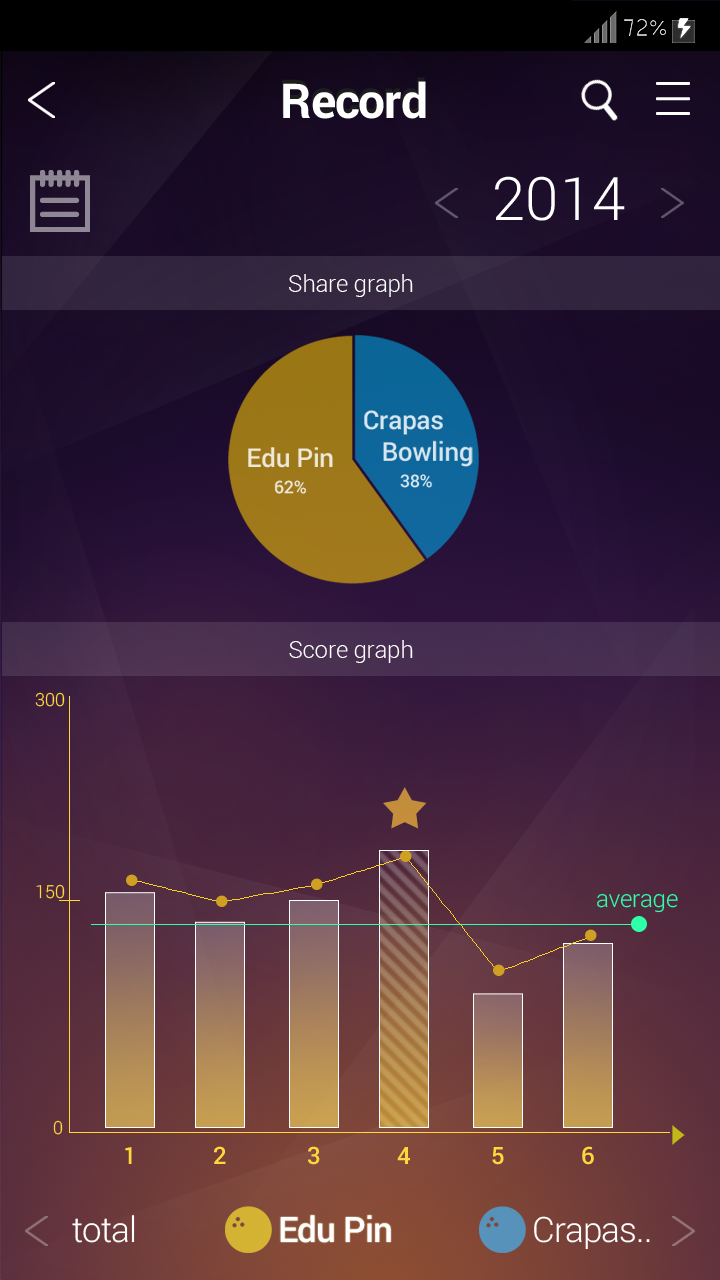 72%
Record
2014
Share graph
Crapas
Bowling
38%
Edu Pin
62%
Score graph
300
150
average
0
1 2 3 4 5 6
total Edu Pin Crapas..